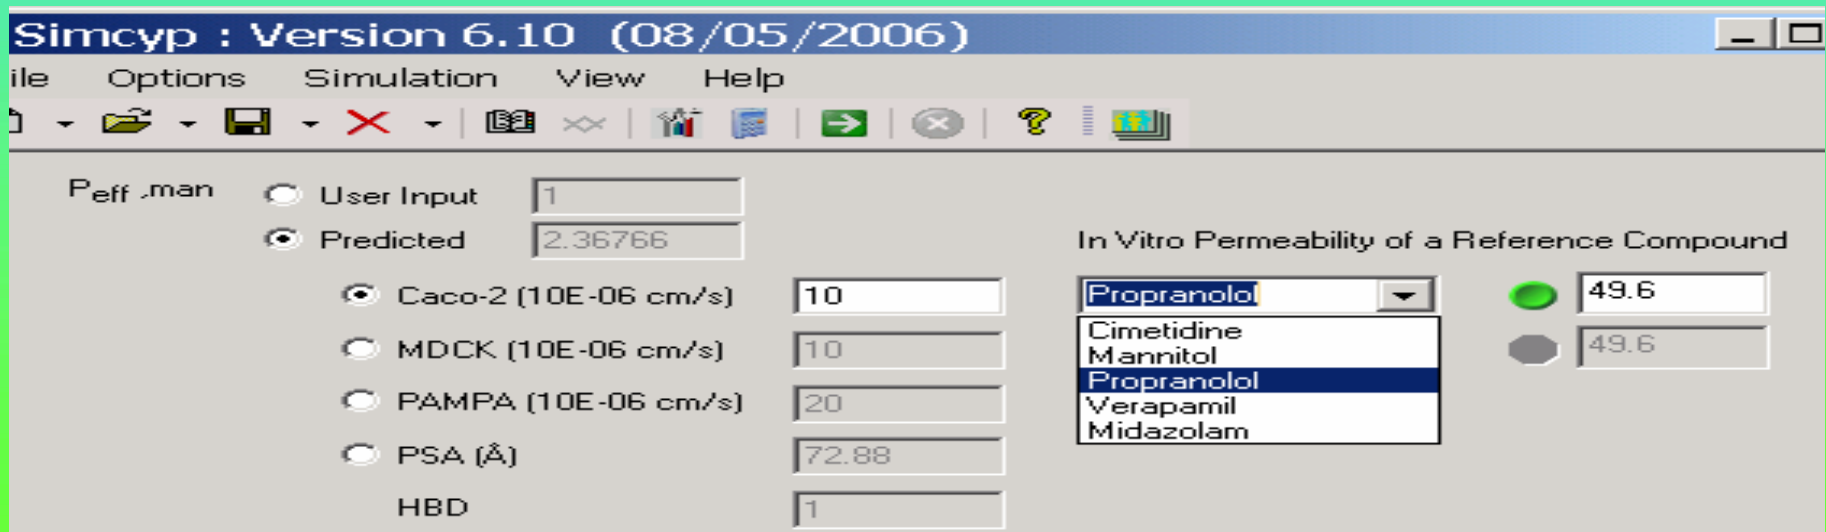 Simcyp : Version 6.10 (08/05/2006)
ile Options Simulation View Help
Peff ,man User Input 1
Predicted 2.36766 In Vitro Permeability of a Reference Compound
Caco-2 (10E-06 cm/s) 10 Propranolol 49.6
Cimetidine
MDCK (10E-06 cm/s) 10 Mannitol 49.6
Propranolol
PAMPA (10E-06 cm/s) 20 Verapamil
Midazolam
PSA (Å) 72.88
HBD 1